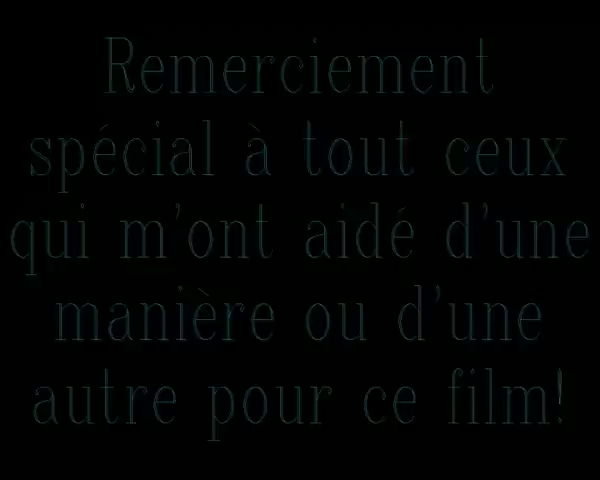 Remerciement
spécial à tout ceux
qui m'ont aidé d'une
manière ou d'une
autre pour ce film!